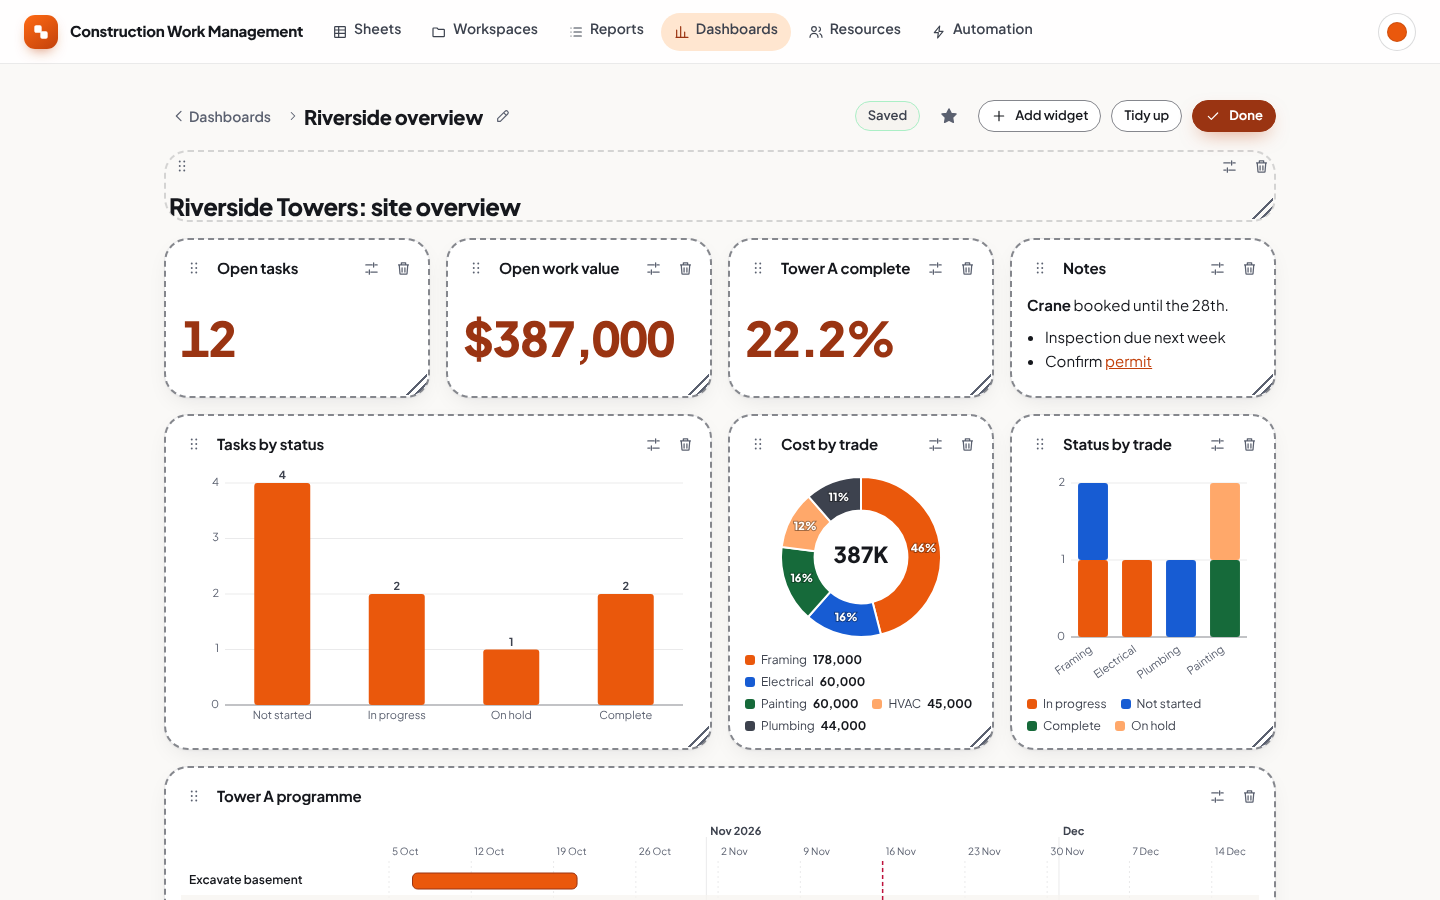 Construction Work Management
Sheets
Workspaces
Reports
Dashboards
Resources
Automation
Dashboards
Riverside overview
Saved
Add widget
Tidy up
Done
Riverside Towers: site overview
Open tasks
12
Open work value
$387,000
Tower A complete
22.2%
Notes
Crane booked until the 28th.
• Inspection due next week
• Confirm permit
Tasks by status
4
3
2
1
0
4
2
1
2
Not started
In progress
On hold
Complete
Cost by trade
11%
12%
46%
387K
16%
16%
Framing 178,000
Electrical 60,000
Painting 60,000 HVAC 45,000
Plumbing 44,000
Status by trade
2
1
0
Framing
Electrical
Plumbing
Painting
In progress Not started
Complete On hold
Tower A programme
Nov 2026 Dec
5 Oct 12 Oct 19 Oct 26 Oct 2 Nov 9 Nov 16 Nov 23 Nov 30 Nov 7 Dec 14 Dec
Excavate basement